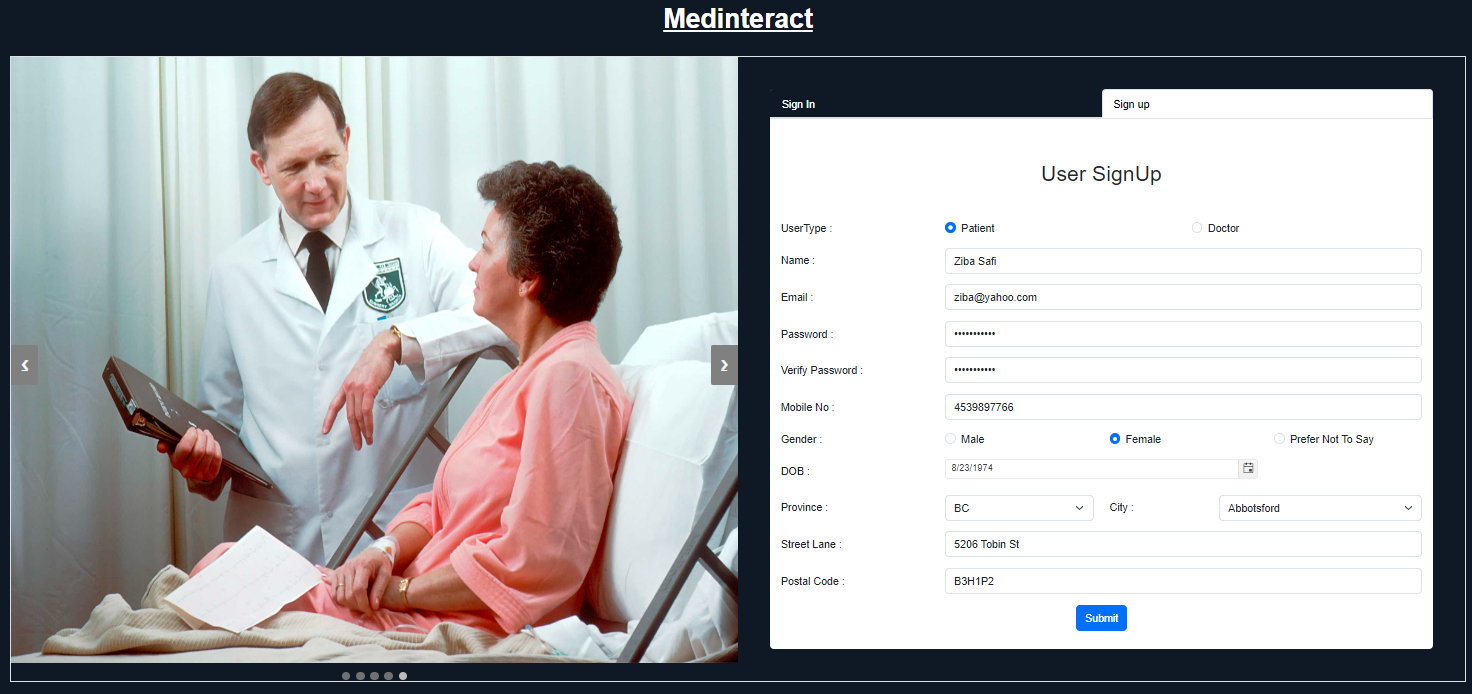 Medinteract
Sign In
Sign up
User SignUp
UserType :
Patient
Doctor
Name :
Ziba Safi
Email :
ziba@yahoo.com
Password :
•••••••••••
Verify Password :
•••••••••••
Mobile No :
4539897766
Gender :
Male
Female
Prefer Not To Say
DOB :
8/23/1974
Province :
BC
City :
Abbotsford
Street Lane :
5206 Tobin St
Postal Code :
B3H1P2
Submit